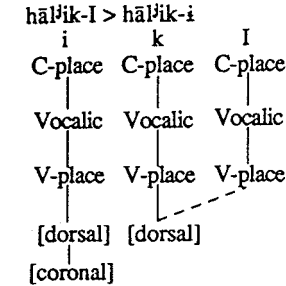 hālʲik-I > hālʲik-ɨ
i k I
C-place C-place C-place
Vocalic Vocalic Vocalic
V-place V-place V-place
[dorsal] [dorsal]
[coronal]